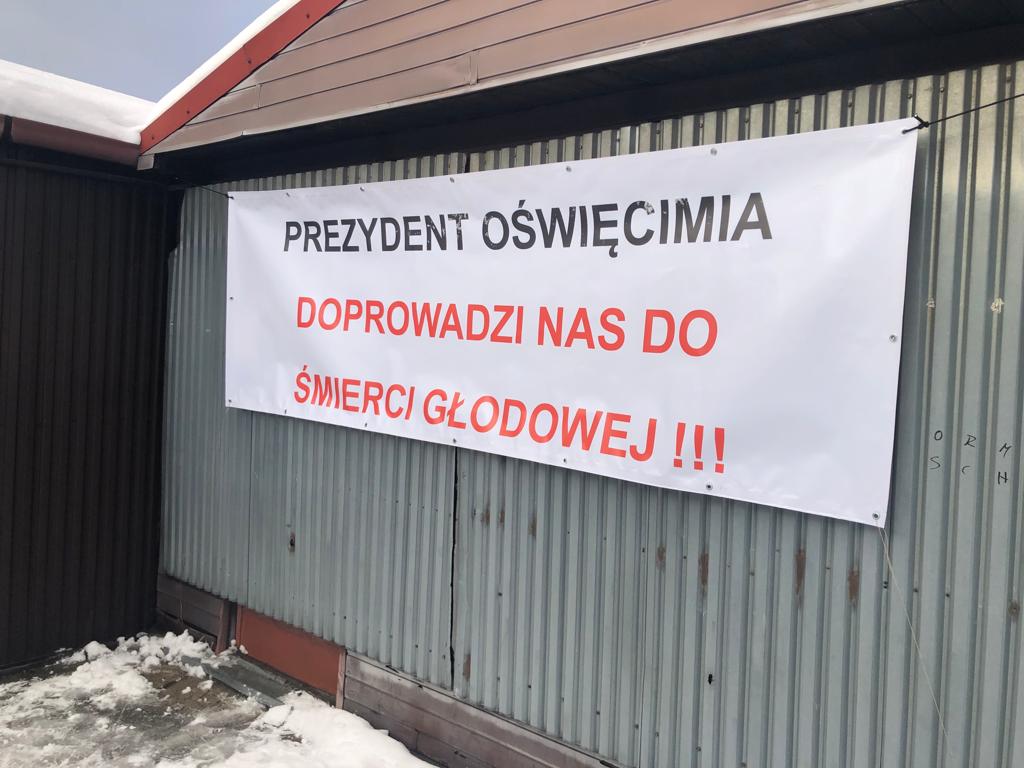 PREZYDENT OŚWIĘCIMIA
DOPROWADZI NAS DO
ŚMIERCI GŁODOWEJ !!!
O R M
S C H